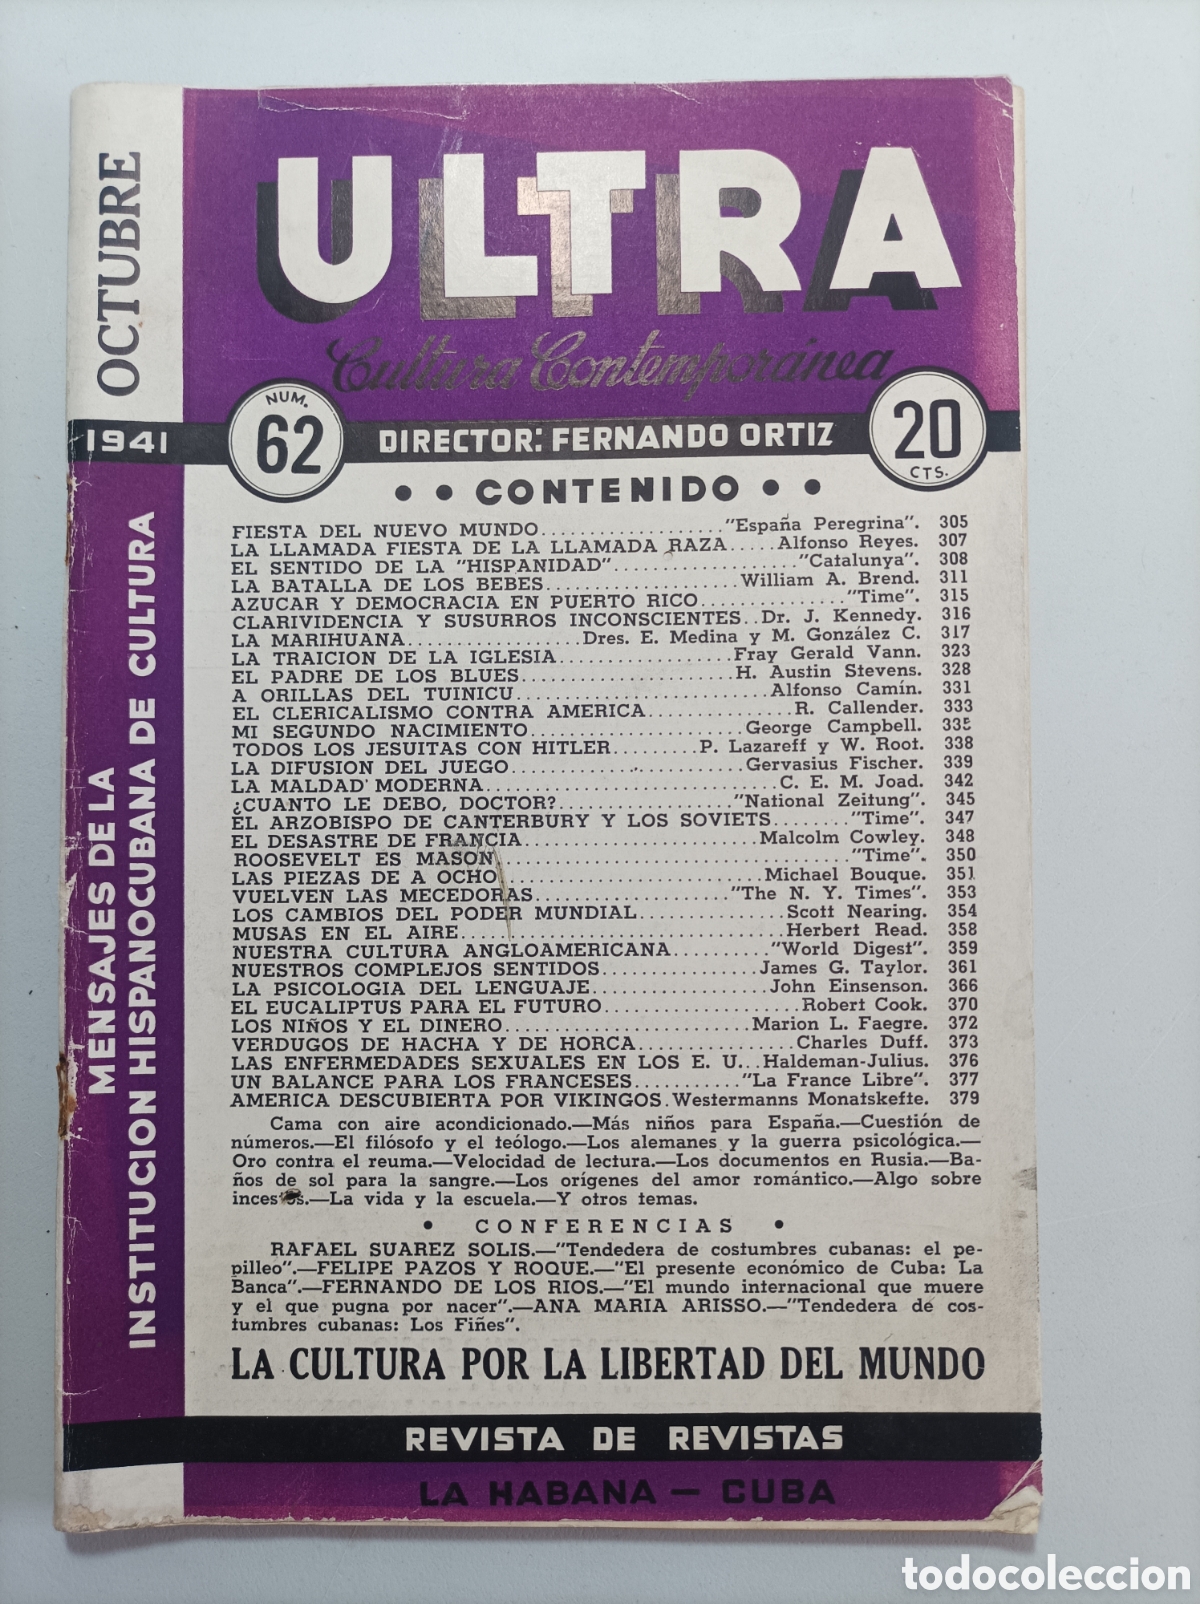 OCTUBRE
1941
MENSAJES DE LA
INSTITUCION HISPANOCUBANA DE CULTURA
ULTRA
Cultura Contemporánea
NUM.
62
DIRECTOR: FERNANDO ORTIZ
20
CTS.
• • CONTENIDO • •
FIESTA DEL NUEVO MUNDO......................"España Peregrina". 305
LA LLAMADA FIESTA DE LA LLAMADA RAZA.....Alfonso Reyes. 307
EL SENTIDO DE LA "HISPANIDAD"......................"Catalunya". 308
LA BATALLA DE LOS BEBES........................William A. Brend. 311
AZUCAR Y DEMOCRACIA EN PUERTO RICO..............."Time". 315
CLARIVIDENCIA Y SUSURROS INCONSCIENTES..Dr. J. Kennedy. 316
LA MARIHUANA......................Dres. E. Medina y M. González C. 317
LA TRAICION DE LA IGLESIA......................Fray Gerald Vann. 323
EL PADRE DE LOS BLUES..........................H. Austin Stevens. 328
A ORILLAS DEL TUINICU...............................Alfonso Camín. 331
EL CLERICALISMO CONTRA AMERICA...............R. Callender. 333
MI SEGUNDO NACIMIENTO..........................George Campbell. 335
TODOS LOS JESUITAS CON HITLER.........P. Lazareff y W. Root. 338
LA DIFUSION DEL JUEGO...........................Gervasius Fischer. 339
LA MALDAD MODERNA.................................C. E. M. Joad. 342
¿CUANTO LE DEBO, DOCTOR?...................."National Zeitung". 345
EL ARZOBISPO DE CANTERBURY Y LOS SOVIETS........"Time". 347
EL DESASTRE DE FRANCIA..........................Malcolm Cowley. 348
ROOSEVELT ES MASON........................................"Time". 350
LAS PIEZAS DE A OCHO..............................Michael Bouque. 351
VUELVEN LAS MECEDORAS......................"The N. Y. Times". 353
LOS CAMBIOS DEL PODER MUNDIAL...............Scott Nearing. 354
MUSAS EN EL AIRE....................................Herbert Read. 358
NUESTRA CULTURA ANGLOAMERICANA..........."World Digest". 359
NUESTROS COMPLEJOS SENTIDOS.................James G. Taylor. 361
LA PSICOLOGIA DEL LENGUAJE....................John Einsenson. 366
EL EUCALIPTUS PARA EL FUTURO......................Robert Cook. 370
LOS NIÑOS Y EL DINERO...........................Marion L. Faegre. 372
VERDUGOS DE HACHA Y DE HORCA..................Charles Duff. 373
LAS ENFERMEDADES SEXUALES EN LOS E. U...Haldeman-Julius. 376
UN BALANCE PARA LOS FRANCESES..........."La France Libre". 377
AMERICA DESCUBIERTA POR VIKINGOS.Westermanns Monatskefte. 379
Cama con aire acondicionado.—Más niños para España.—Cuestión de
números.—El filósofo y el teólogo.—Los alemanes y la guerra psicológica.—
Oro contra el reuma.—Velocidad de lectura.—Los documentos en Rusia.—Ba-
ños de sol para la sangre.—Los orígenes del amor romántico.—Algo sobre
incestos.—La vida y la escuela.—Y otros temas.
• CONFERENCIAS •
RAFAEL SUAREZ SOLIS.—"Tendedera de costumbres cubanas: el pe-
pilleo".—FELIPE PAZOS Y ROQUE.—"El presente económico de Cuba: La
Banca".—FERNANDO DE LOS RIOS.—"El mundo internacional que muere
y el que pugna por nacer".—ANA MARIA ARISSO.—"Tendedera de cos-
tumbres cubanas: Los Fiñes".
LA CULTURA POR LA LIBERTAD DEL MUNDO
REVISTA DE REVISTAS
LA HABANA — CUBA
todocoleccion